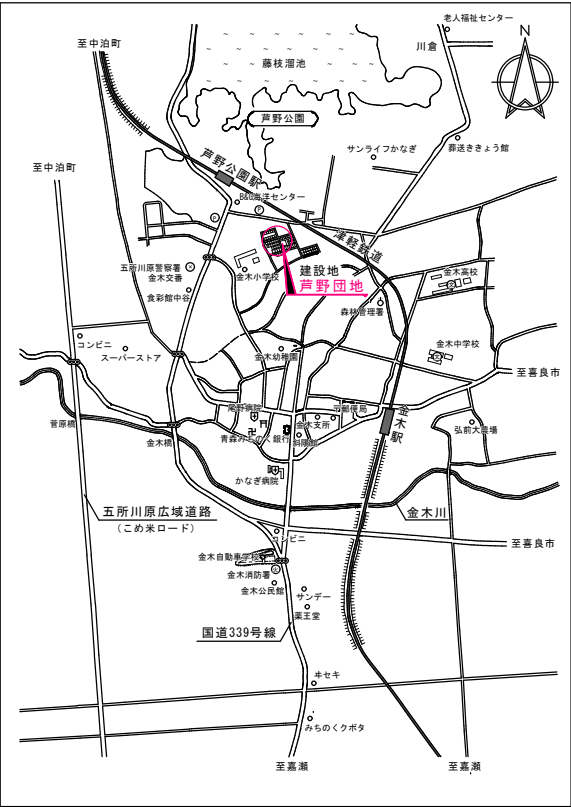 老人福祉センター
至中泊町
川倉
N
藤枝溜池
芦野公園
サンライフかなぎ
葬送ききょう館
芦野公園駅
至中泊町
B&G海洋センター
P
P
津軽鉄道
建設地
芦野団地
五所川原警察署
金木交番
金木小学校
金木高校
食彩館中谷
森林管理署
コンビニ
スーパーストア
金木幼稚園
金木中学校
至喜良市
尾野病院
郵便局
金木支所
青森みちのく銀行
斜陽館
金木駅
弘前大農場
菅原橋
金木橋
かなぎ病院
五所川原広域道路
(こめ米ロード)
金木川
コンビニ
至喜良市
金木自動車学校
金木消防署
金木公民館
サンデー
薬王堂
国道339号線
ヰセキ
みちのくクボタ
至嘉瀬
至嘉瀬